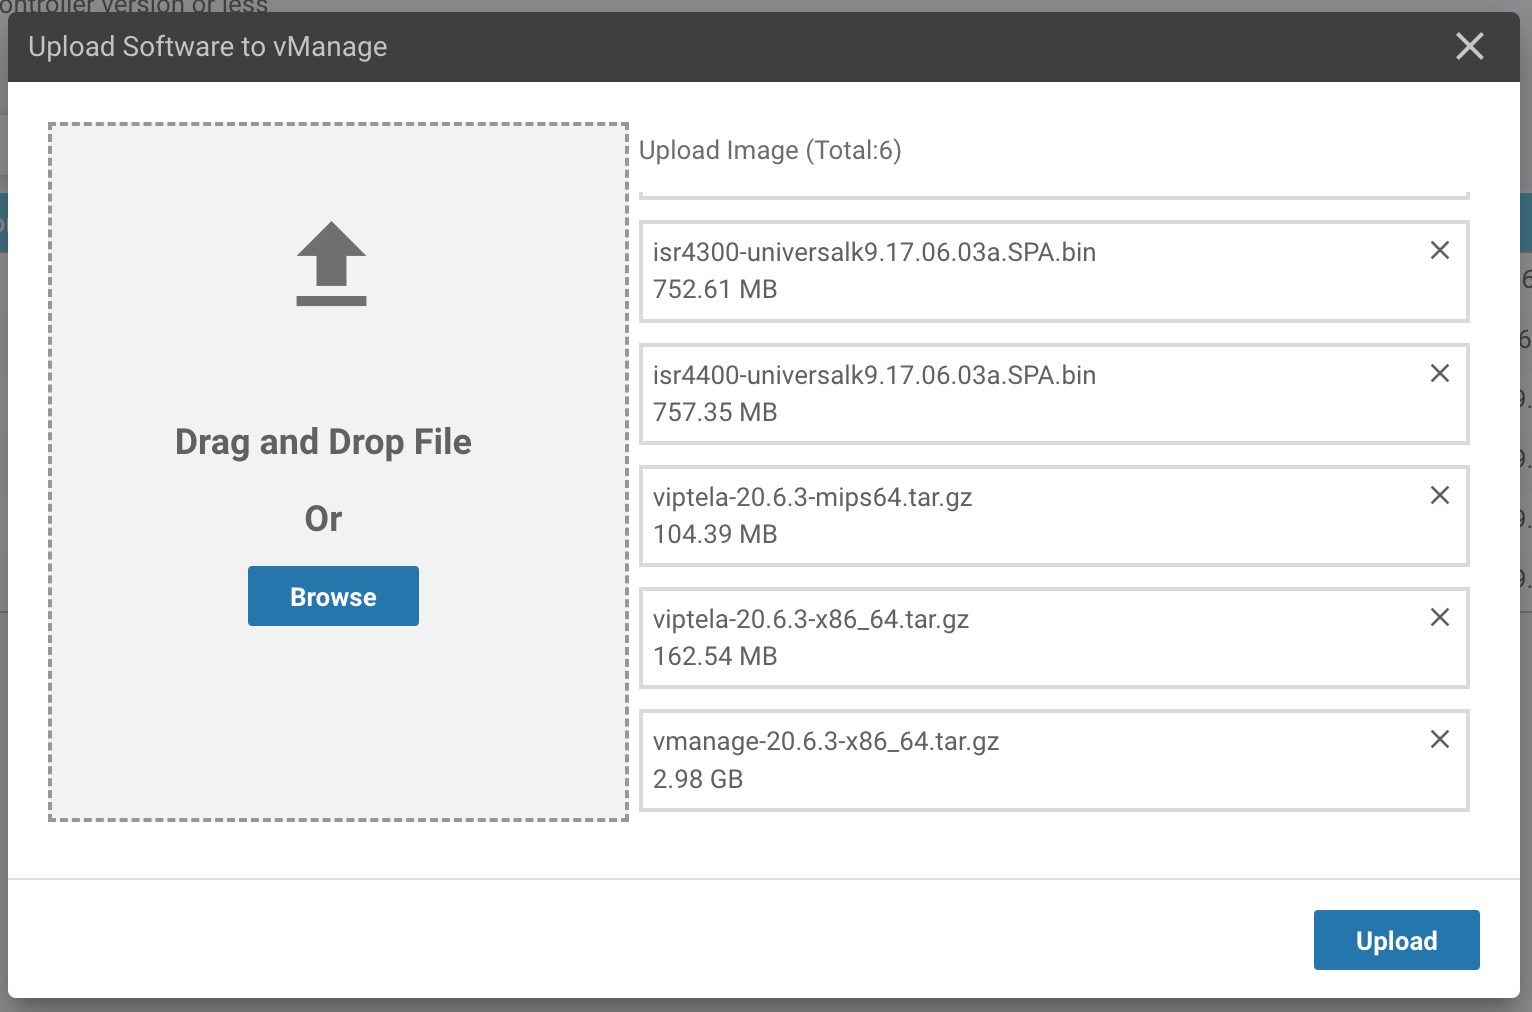 ontroller version or less
Upload Software to vManage
Upload Image (Total:6)
isr4300-universalk9.17.06.03a.SPA.bin
752.61 MB
isr4400-universalk9.17.06.03a.SPA.bin
757.35 MB
Drag and Drop File
Or
Browse
viptela-20.6.3-mips64.tar.gz
104.39 MB
viptela-20.6.3-x86_64.tar.gz
162.54 MB
vmanage-20.6.3-x86_64.tar.gz
2.98 GB
Upload